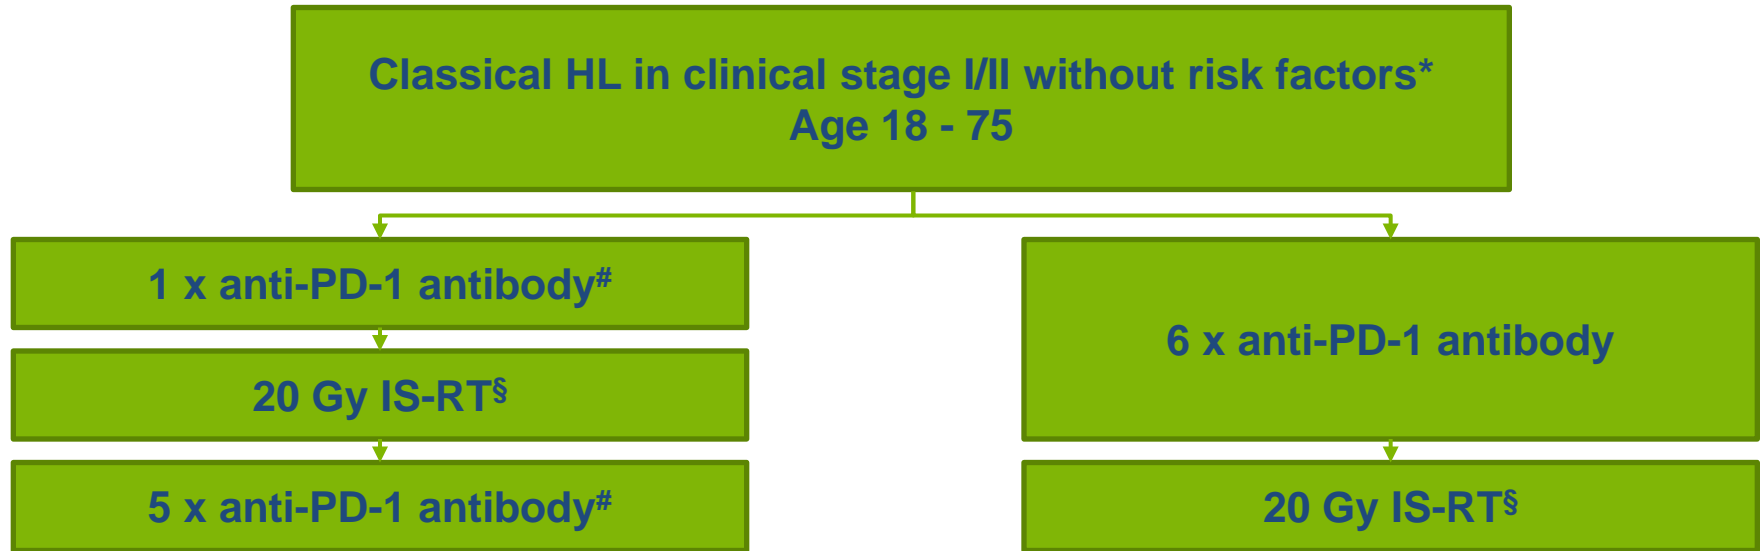 Classical HL in clinical stage I/II without risk factors*
Age 18 - 75
1 x anti-PD-1 antibody#
20 Gy IS-RT§
5 x anti-PD-1 antibody#
6 x anti-PD-1 antibody
20 Gy IS-RT§